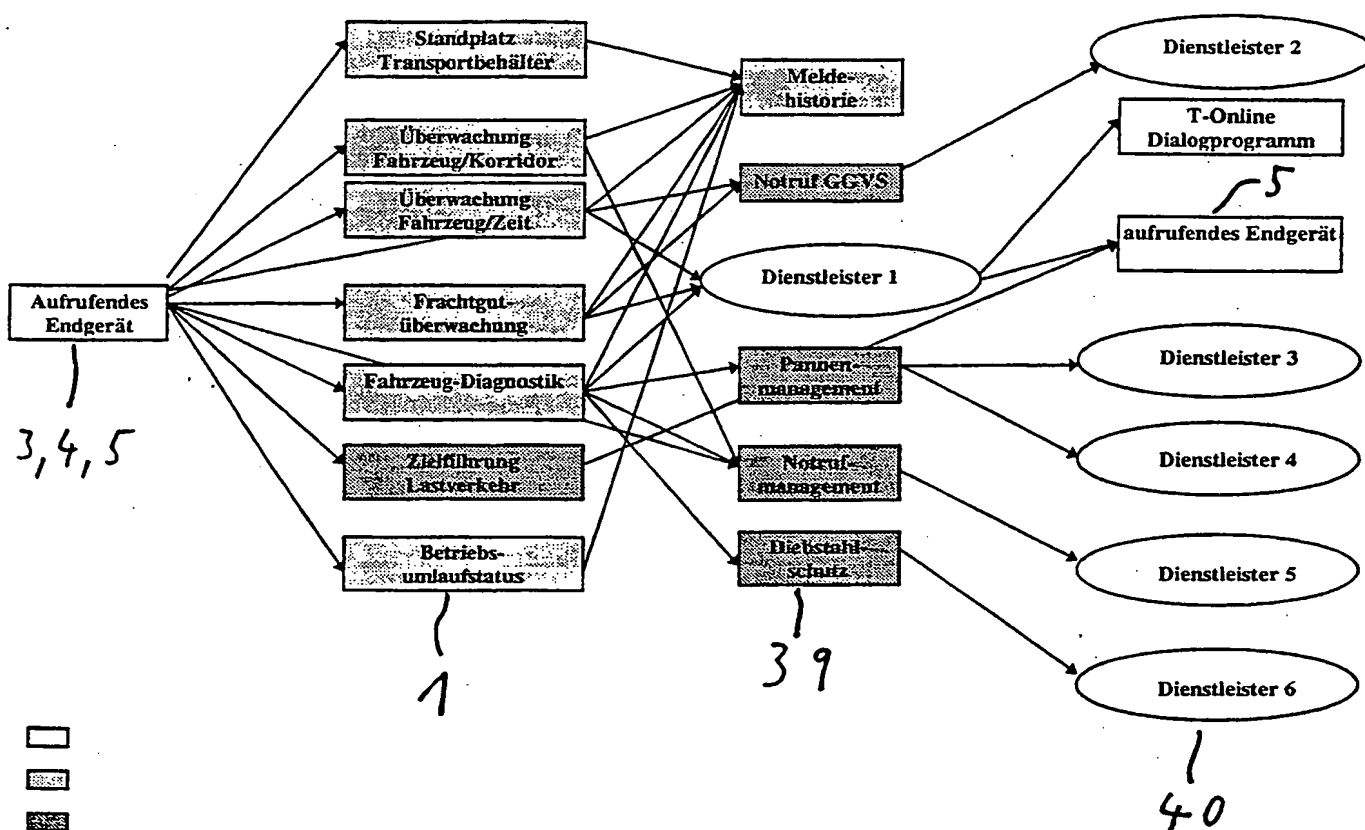 Standplatz
Transportbehälter
Überwachung
Fahrzeug/Korridor
Überwachung
Fahrzeug/Zeit
Aufrufendes
Endgerät
3, 4, 5
Frachtgut-
überwachung
Fahrzeug-Diagnostik
Zielführung
Lastverkehr
Betriebs-
umlaufstatus
1
Melde-
historie
Notruf GGVS
Dienstleister 1
Pannen-
management
Notruf-
management
Diebstahl-
schutz
39
Dienstleister 2
T-Online
Dialogprogramm
5
aufrufendes Endgerät
Dienstleister 3
Dienstleister 4
Dienstleister 5
Dienstleister 6
40